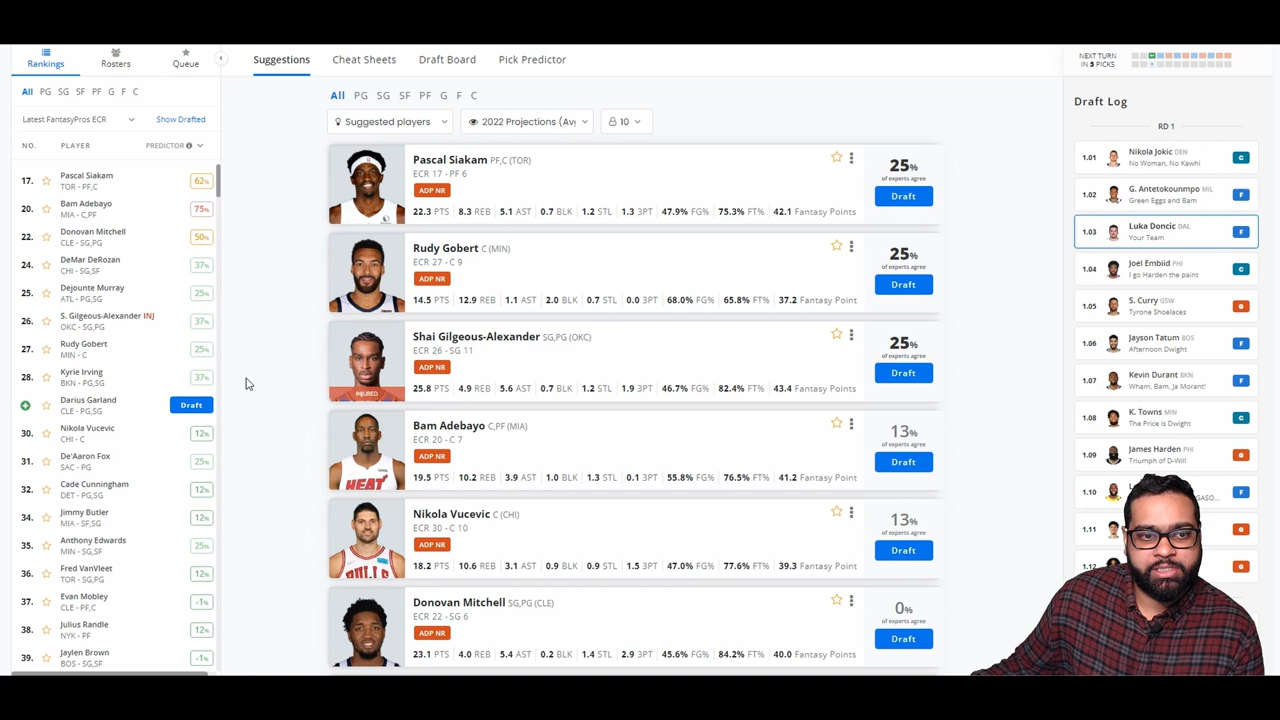 Rankings
Rosters
Queue
All PG SG SF PF G F C
Latest FantasyPros ECR
Show Drafted
NO. PLAYER PREDICTOR
17. Pascal Siakam 62%
TOR - PF,C
20. Bam Adebayo 75%
MIA - C,PF
22. Donovan Mitchell 50%
CLE - SG,PG
24. DeMar DeRozan 37%
CHI - SG,SF
25. Dejounte Murray 25%
ATL - PG,SG
26. S. Gilgeous-Alexander INJ 37%
OKC - SG,PG
27. Rudy Gobert 25%
MIN - C
28. Kyrie Irving 37%
BKN - PG,SG
Darius Garland Draft
CLE - PG,SG
30. Nikola Vucevic 12%
CHI - C
31. De'Aaron Fox 25%
SAC - PG
32. Cade Cunningham 12%
DET - PG,SG
34. Jimmy Butler 12%
MIA - SF,SG
35. Anthony Edwards 25%
MIN - SG,SF
36. Fred VanVleet 12%
TOR - SG,PG
37. Evan Mobley <1%
CLE - PF,C
38. Julius Randle 12%
NYK - PF
39. Jaylen Brown <1%
BOS - SG,SF
Suggestions Cheat Sheets Draft Board Pick Predictor
All PG SG SF PF G F C
Suggested players
2022 Projections (Av
10
Pascal Siakam PF,C (TOR)
ECR 17 - PF 6
ADP NR
22.3 PTS 8.3 REB 5.1 AST 0.7 BLK 1.2 STL 1.3 3PT 47.9% FG% 75.3% FT% 42.1 Fantasy Points
25%
of experts agree
Draft
Rudy Gobert C (MIN)
ECR 27 - C 9
ADP NR
14.5 PTS 12.9 REB 1.1 AST 2.0 BLK 0.7 STL 0.0 3PT 68.0% FG% 65.8% FT% 37.2 Fantasy Point
25%
of experts agree
Draft
Shai Gilgeous-Alexander SG,PG (OKC)
ECR 26 - SG 11
ADP NR
INJURED
25.8 PTS 4.9 REB 5.6 AST 0.7 BLK 1.2 STL 1.9 3PT 46.7% FG% 82.4% FT% 43.4 Fantasy Point
25%
of experts agree
Draft
Bam Adebayo C,PF (MIA)
ECR 20 - C 7
ADP NR
HEAT
19.5 PTS 10.2 REB 3.9 AST 1.0 BLK 1.3 STL 0.1 3PT 55.8% FG% 76.5% FT% 41.2 Fantasy Point
13%
of experts agree
Draft
Nikola Vucevic C (CHI)
ECR 30 - C 10
ADP NR
BULLS
18.2 PTS 10.6 REB 3.1 AST 0.9 BLK 0.9 STL 1.5 3PT 47.0% FG% 77.6% FT% 39.3 Fantasy Point
13%
of experts agree
Draft
Donovan Mitchell SG,PG (CLE)
ECR 22 - SG 6
ADP NR
23.1 PTS 4.0 REB 5.4 AST 0.2 BLK 1.4 STL 2.9 3PT 45.6% FG% 84.2% FT% 40.0 Fantasy Point
0%
of experts agree
Draft
NEXT TURN
IN 5 PICKS
Draft Log
RD 1
1.01 Nikola Jokic DEN C
No Woman, No Kawhi
1.02 G. Antetokounmpo MIL F
Green Eggs and Bam
1.03 Luka Doncic DAL F
Your Team
1.04 Joel Embiid PHI C
I go Harden the paint
1.05 S. Curry GSW G
Tyrone Shoelaces
1.06 Jayson Tatum BOS F
Afternoon Dwight
1.07 Kevin Durant BKN F
Wham, Bam, Ja Morant!
1.08 K. Towns MIN C
The Price is Dwight
1.09 James Harden PHI G
Triumph of D-Will
1.10 F
1.11 G
1.12 G